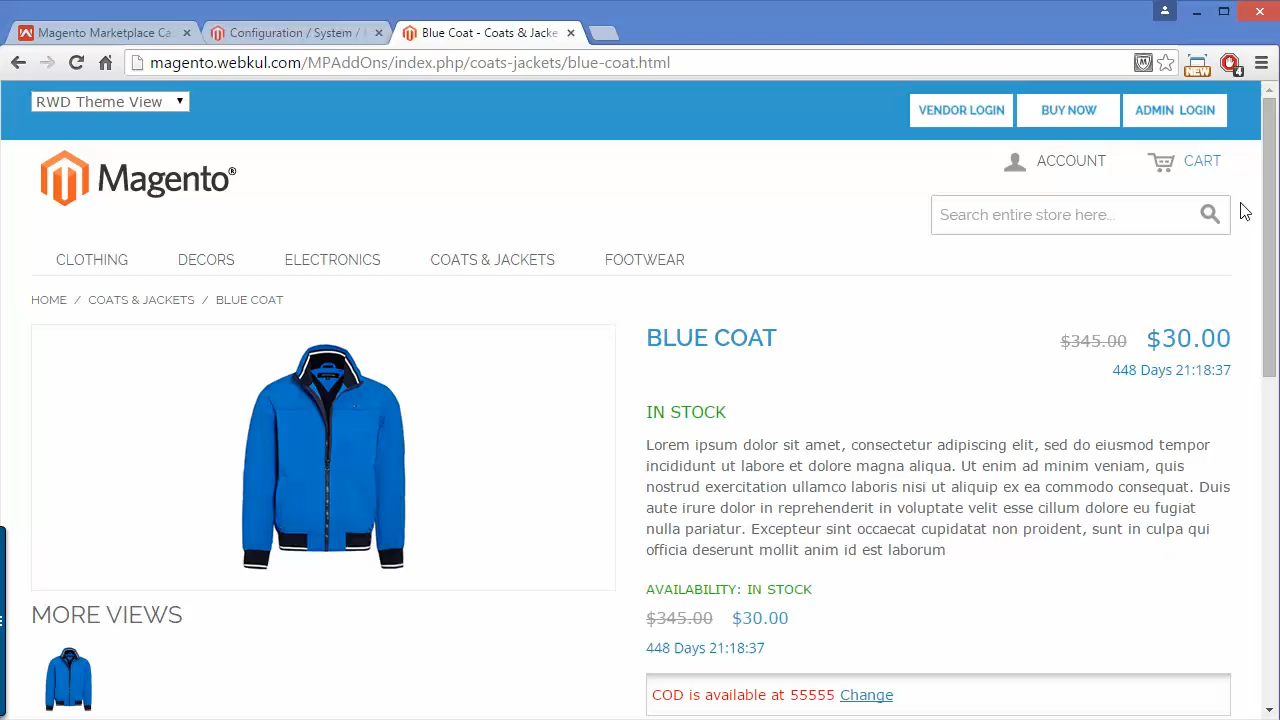 Magento Marketplace Ca
Configuration / System /
Blue Coat - Coats & Jacke
magento.webkul.com/MPAddOns/index.php/coats-jackets/blue-coat.html
NEW
4
RWD Theme View
VENDOR LOGIN
BUY NOW
ADMIN LOGIN
Magento®
ACCOUNT
CART
Search entire store here...
CLOTHING
DECORS
ELECTRONICS
COATS & JACKETS
FOOTWEAR
HOME / COATS & JACKETS / BLUE COAT
BLUE COAT
$345.00 $30.00
448 Days 21:18:37
IN STOCK
Lorem ipsum dolor sit amet, consectetur adipiscing elit, sed do eiusmod tempor
incididunt ut labore et dolore magna aliqua. Ut enim ad minim veniam, quis
nostrud exercitation ullamco laboris nisi ut aliquip ex ea commodo consequat. Duis
aute irure dolor in reprehenderit in voluptate velit esse cillum dolore eu fugiat
nulla pariatur. Excepteur sint occaecat cupidatat non proident, sunt in culpa qui
officia deserunt mollit anim id est laborum
AVAILABILITY: IN STOCK
$345.00 $30.00
448 Days 21:18:37
COD is available at 55555 Change
MORE VIEWS